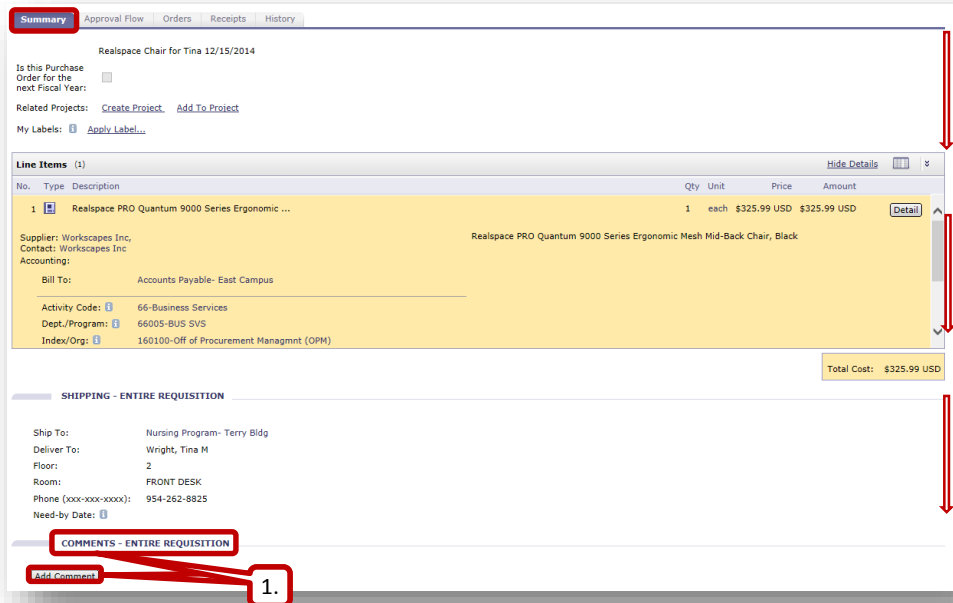 Summary Approval Flow Orders Receipts History
Realspace Chair for Tina 12/15/2014
Is this Purchase
Order for the
next Fiscal Year:
Related Projects: Create Project Add To Project
My Labels: Apply Label...
Line Items (1) Hide Details
No. Type Description Qty Unit Price Amount
1 Realspace PRO Quantum 9000 Series Ergonomic ... 1 each $325.99 USD $325.99 USD Detail
Supplier: Workscapes Inc, Realspace PRO Quantum 9000 Series Ergonomic Mesh Mid-Back Chair, Black
Contact: Workscapes Inc
Accounting:
Bill To: Accounts Payable- East Campus
Activity Code: 66-Business Services
Dept./Program: 66005-BUS SVS
Index/Org: 160100-Off of Procurement Managmnt (OPM)
Total Cost: $325.99 USD
SHIPPING - ENTIRE REQUISITION
Ship To: Nursing Program- Terry Bldg
Deliver To: Wright, Tina M
Floor: 2
Room: FRONT DESK
Phone (xxx-xxx-xxxx): 954-262-8825
Need-by Date:
COMMENTS - ENTIRE REQUISITION
Add Comment
1.